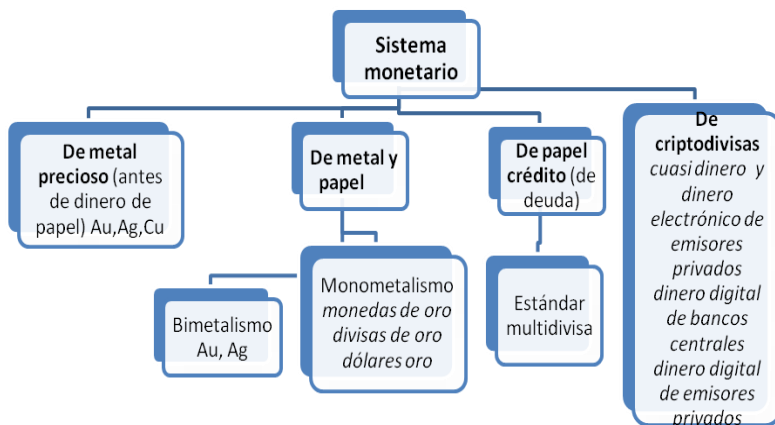 Sistema
monetario
De metal
precioso (antes
de dinero de
papel) Au,Ag,Cu
De metal y
papel
De papel
crédito (de
deuda)
De
criptodivisas
cuasi dinero y
dinero
electrónico de
emisores
privados
dinero digital
de bancos
centrales
dinero digital
de emisores
privados
Bimetalismo
Au, Ag
Monometalismo
monedas de oro
divisas de oro
dólares oro
Estándar
multidivisa